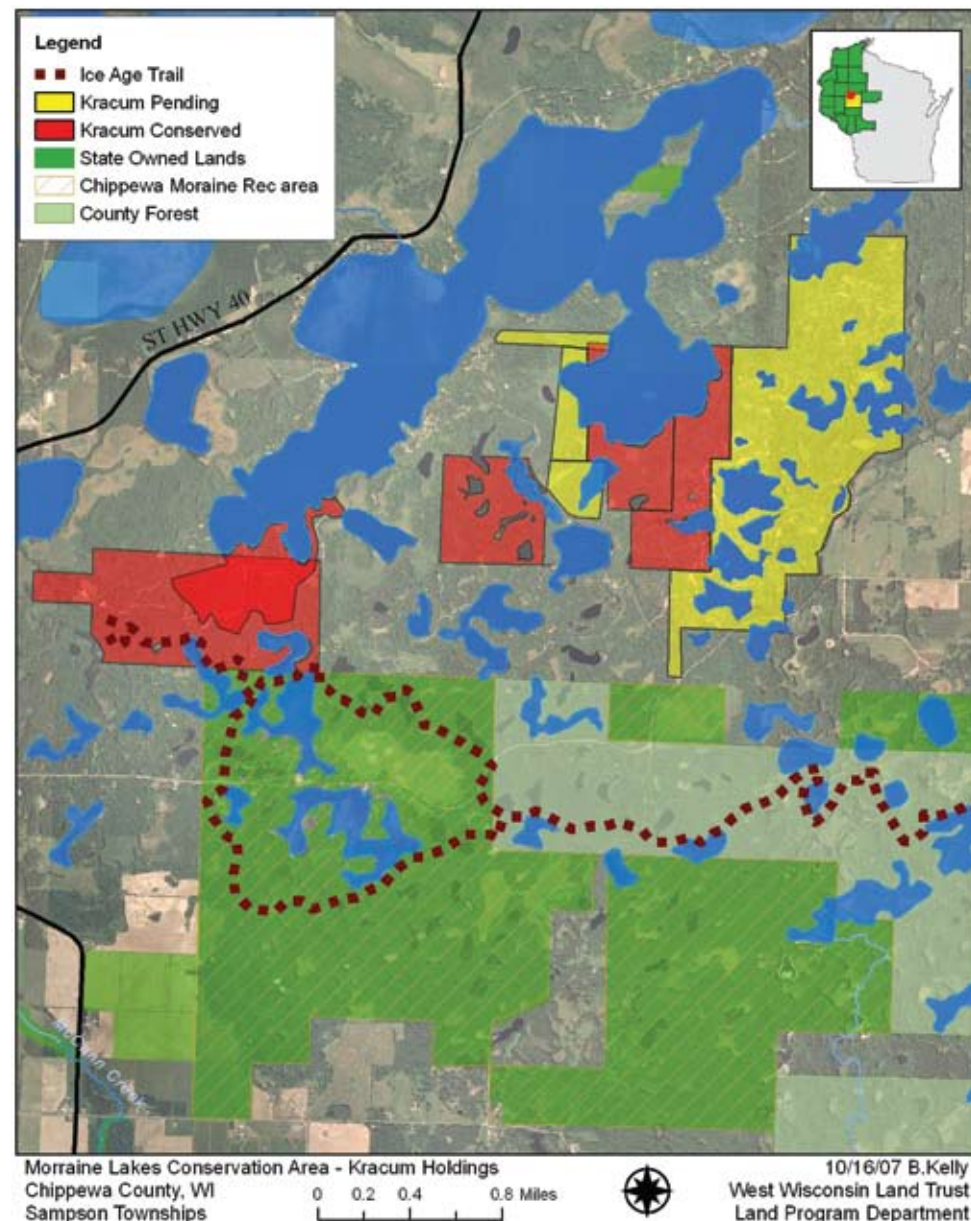 Legend
Ice Age Trail
Kracum Pending
Kracum Conserved
State Owned Lands
Chippewa Moraine Rec area
County Forest
ST HWY 40
Creek
Morraine Lakes Conservation Area - Kracum Holdings
Chippewa County, WI
Sampson Townships
0 0.2 0.4 0.8 Miles
10/16/07 B.Kelly
West Wisconsin Land Trust
Land Program Department